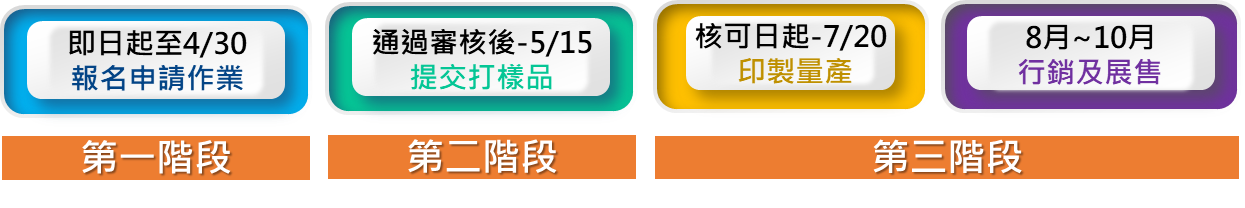 即日起至4/30
報名申請作業
通過審核後-5/15
提交打樣品
核可日起-7/20
印製量產
8月~10月
行銷及展售
第一階段
第二階段
第三階段